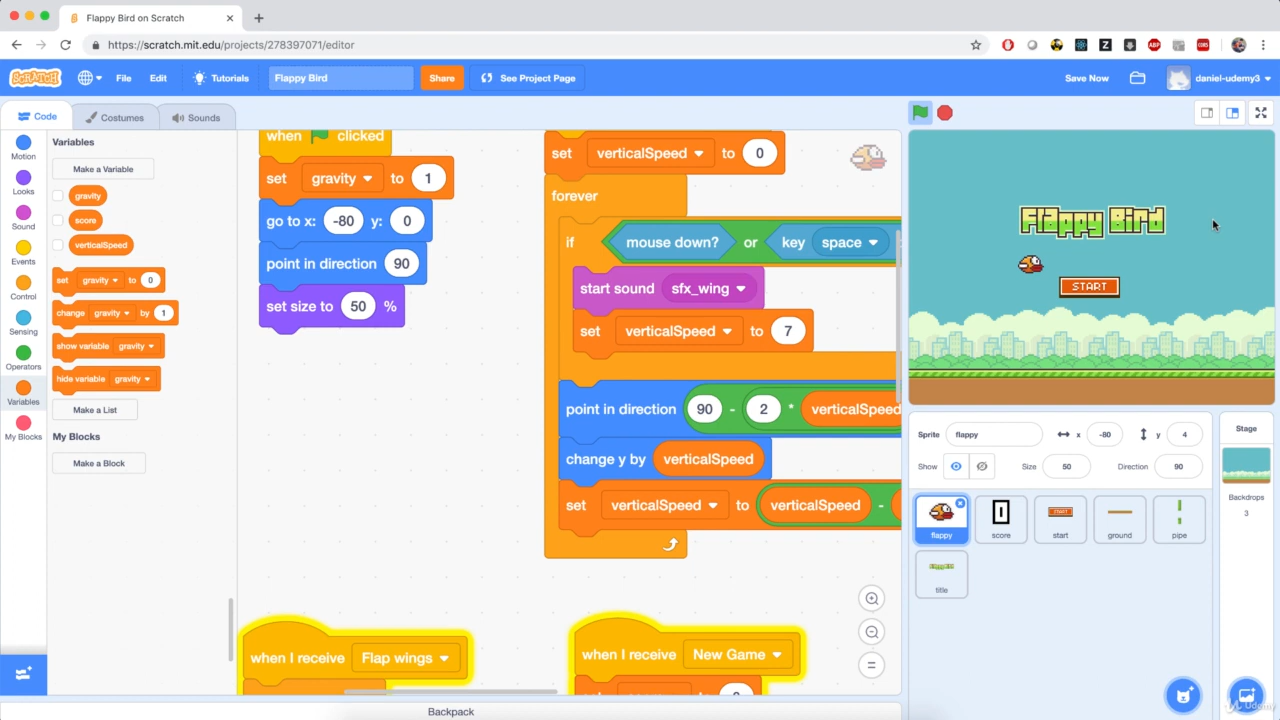 Flappy Bird on Scratch
https://scratch.mit.edu/projects/278397071/editor
SCRATCH File Edit Tutorials Flappy Bird Share See Project Page Save Now daniel-udemy3
Code Costumes Sounds
Motion
Looks
Sound
Events
Control
Sensing
Operators
Variables
My Blocks
Variables
Make a Variable
gravity
score
verticalSpeed
set gravity to 0
change gravity by 1
show variable gravity
hide variable gravity
Make a List
My Blocks
Make a Block
when clicked
set gravity to 1
go to x: -80 y: 0
point in direction 90
set size to 50 %
set verticalSpeed to 0
forever
if mouse down? or key space
start sound sfx_wing
set verticalSpeed to 7
point in direction 90 - 2 * verticalSpeed
change y by verticalSpeed
set verticalSpeed to verticalSpeed -
when I receive Flap wings
when I receive New Game
Backpack
Flappy Bird
START
Sprite flappy x -80 y 4
Show Size 50 Direction 90
flappy score start ground pipe
title
Stage
Backdrops
3
Udemy